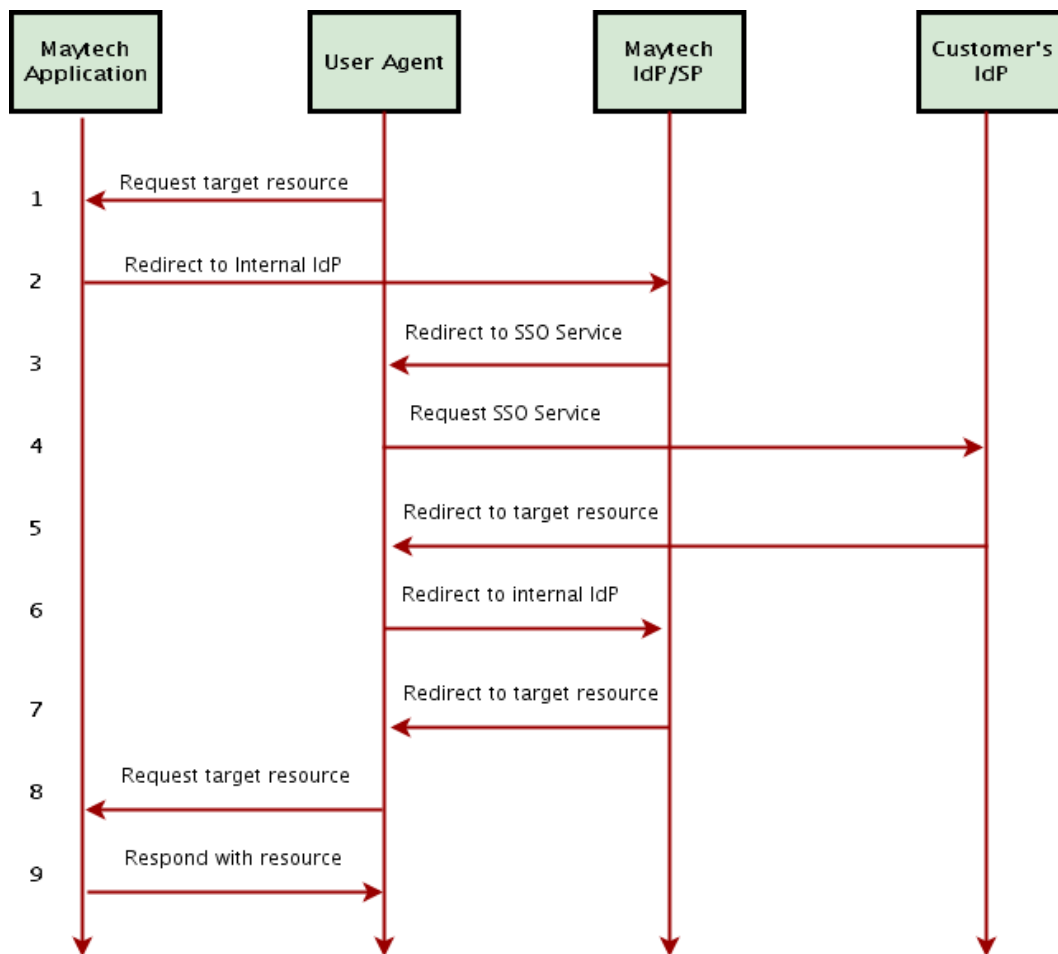 Maytech
Application
User Agent
Maytech
IdP/SP
Customer's
IdP
1
Request target resource
2
Redirect to Internal IdP
3
Redirect to SSO Service
4
Request SSO Service
5
Redirect to target resource
6
Redirect to internal IdP
7
Redirect to target resource
8
Request target resource
9
Respond with resource